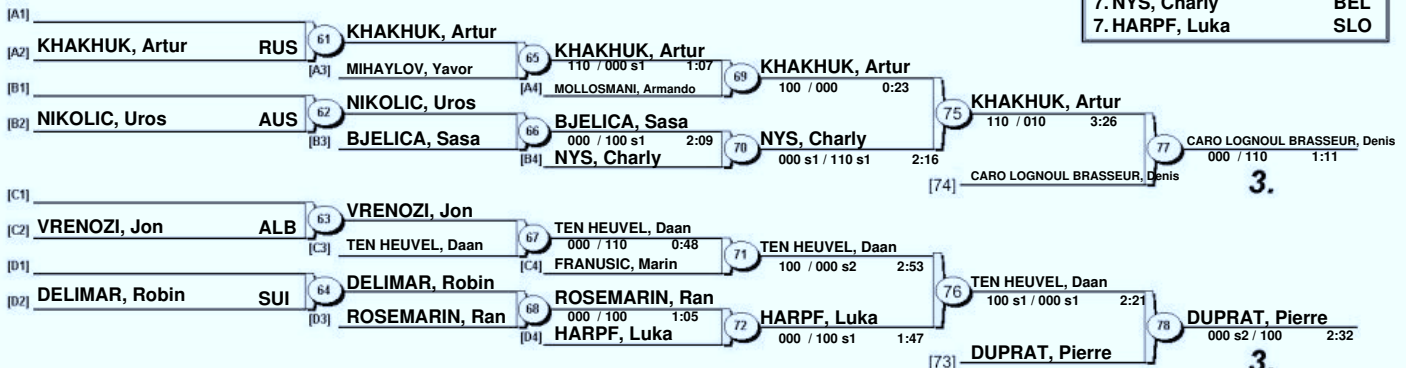 7. NYS, Charly BEL
7. HARPF, Luka SLO
[A1]
[A2] KHAKHUK, Artur RUS
61 KHAKHUK, Artur
[A3] MIHAYLOV, Yavor
65 KHAKHUK, Artur
110 / 000 s1 1:07
[A4] MOLLOSMANI, Armando
69 KHAKHUK, Artur
100 / 000 0:23
[B1]
[B2] NIKOLIC, Uros AUS
62 NIKOLIC, Uros
[B3] BJELICA, Sasa
66 BJELICA, Sasa
000 / 100 s1 2:09
[B4] NYS, Charly
70 NYS, Charly
000 s1 / 110 s1 2:16
75 KHAKHUK, Artur
110 / 010 3:26
[74] CARO LOGNOUL BRASSEUR, Denis
77 CARO LOGNOUL BRASSEUR, Denis
000 / 110 1:11
3.
[C1]
[C2] VRENOZI, Jon ALB
63 VRENOZI, Jon
[C3] TEN HEUVEL, Daan
67 TEN HEUVEL, Daan
000 / 110 0:48
[C4] FRANUSIC, Marin
71 TEN HEUVEL, Daan
100 / 000 s2 2:53
[D1]
[D2] DELIMAR, Robin SUI
64 DELIMAR, Robin
[D3] ROSEMARIN, Ran
68 ROSEMARIN, Ran
000 / 100 1:05
[D4] HARPF, Luka
72 HARPF, Luka
000 / 100 s1 1:47
76 TEN HEUVEL, Daan
100 s1 / 000 s1 2:21
[73] DUPRAT, Pierre
78 DUPRAT, Pierre
000 s2 / 100 2:32
3.